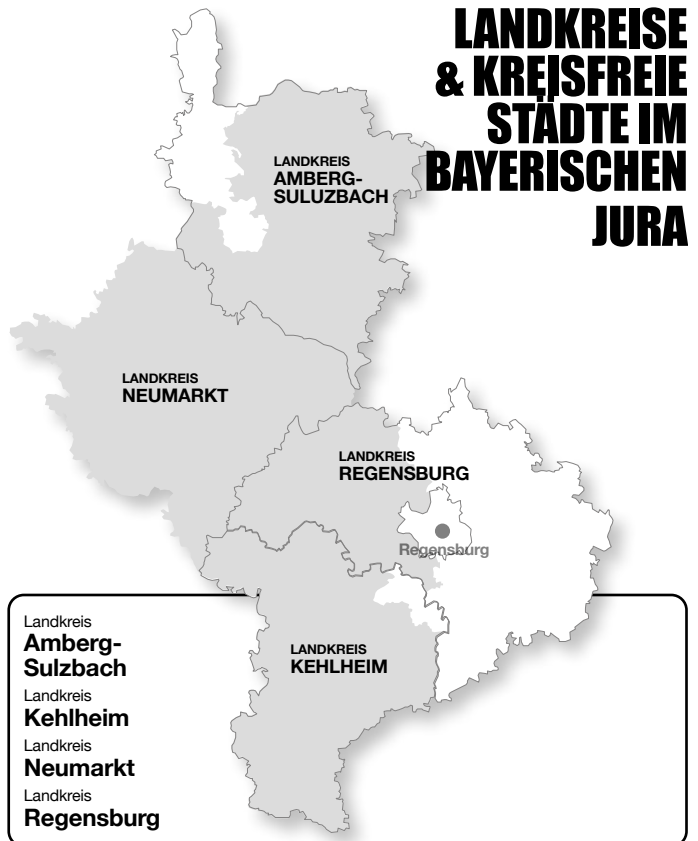 LANDKREISE
& KREISFREIE
STÄDTE IM
BAYERISCHEN
JURA
LANDKREIS
AMBERG-
SULUZBACH
LANDKREIS
NEUMARKT
LANDKREIS
REGENSBURG
Regensburg
LANDKREIS
KEHLHEIM
Landkreis
Amberg-
Sulzbach
Landkreis
Kehlheim
Landkreis
Neumarkt
Landkreis
Regensburg